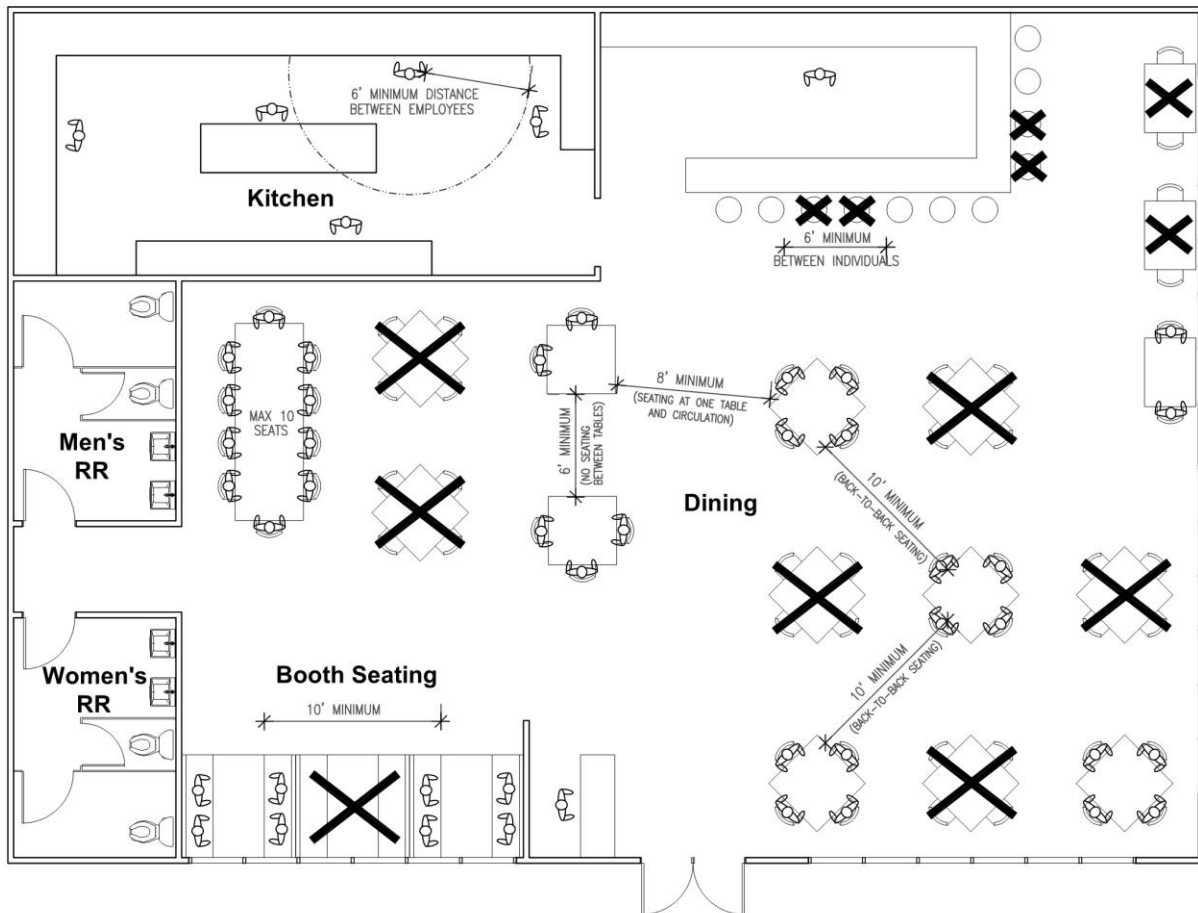 6' MINIMUM DISTANCE
BETWEEN EMPLOYEES
Kitchen
6' MINIMUM
BETWEEN INDIVIDUALS
MAX 10
SEATS
8' MINIMUM
(SEATING AT ONE TABLE
AND CIRCULATION)
6' MINIMUM
(NO SEATING
BETWEEN TABLES)
Men's
RR
Dining
10' MINIMUM
(BACK-TO-BACK SEATING)
Women's
RR
Booth Seating
10' MINIMUM
10' MINIMUM
(BACK-TO-BACK SEATING)